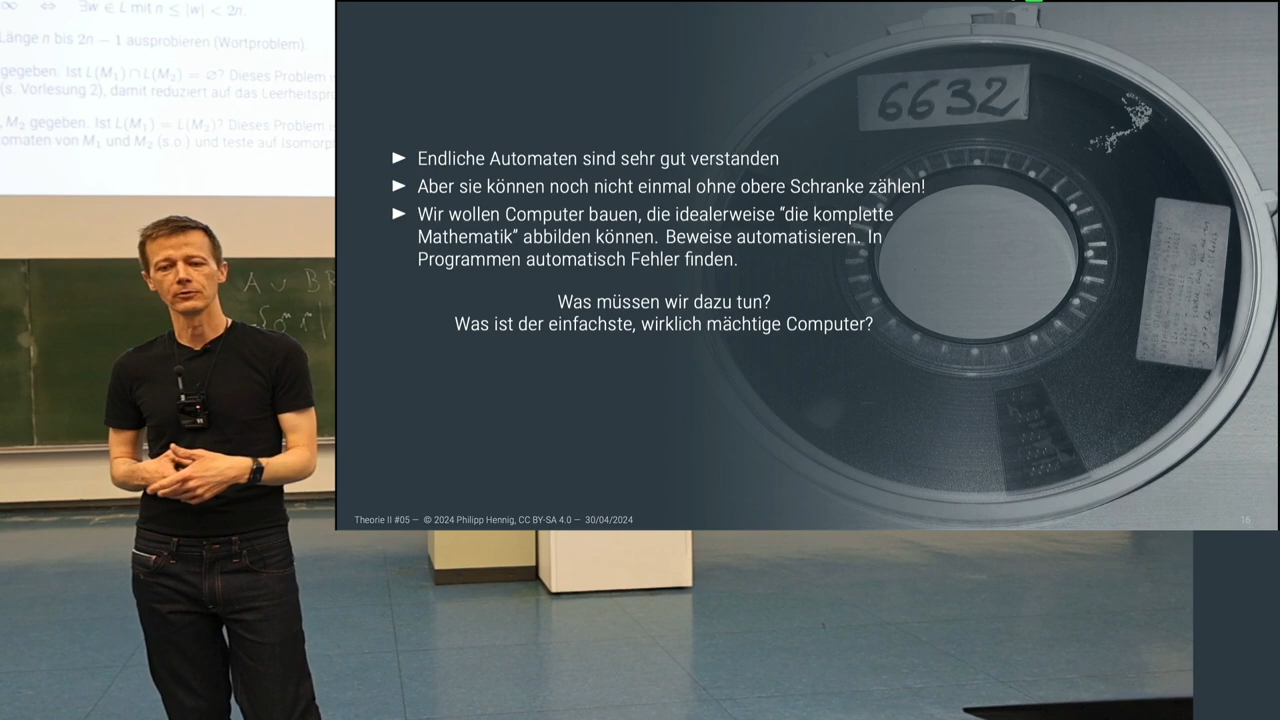 ∞ ⇔ ∃w ∈ L mit n ≤ |w| < 2n.
Länge n bis 2n − 1 ausprobieren (Wortproblem).
gegeben. Ist L(M₁) ∩ L(M₂) = ∅? Dieses Problem
(s. Vorlesung 2), damit reduziert auf das
M₂ gegeben. Ist L(M₁) = L(M₂)? Dieses Problem
von M₁ und M₂ (s.o.) und teste auf
A ∪ B
6632
► Endliche Automaten sind sehr gut verstanden
► Aber sie können noch nicht einmal ohne obere Schranke zählen!
► Wir wollen Computer bauen, die idealerweise “die komplette
Mathematik” abbilden können. Beweise automatisieren. In
Programmen automatisch Fehler finden.
Was müssen wir dazu tun?
Was ist der einfachste, wirklich mächtige Computer?
Theorie II #05 — © 2024 Philipp Hennig, CC BY-SA 4.0 — 30/04/2024
16